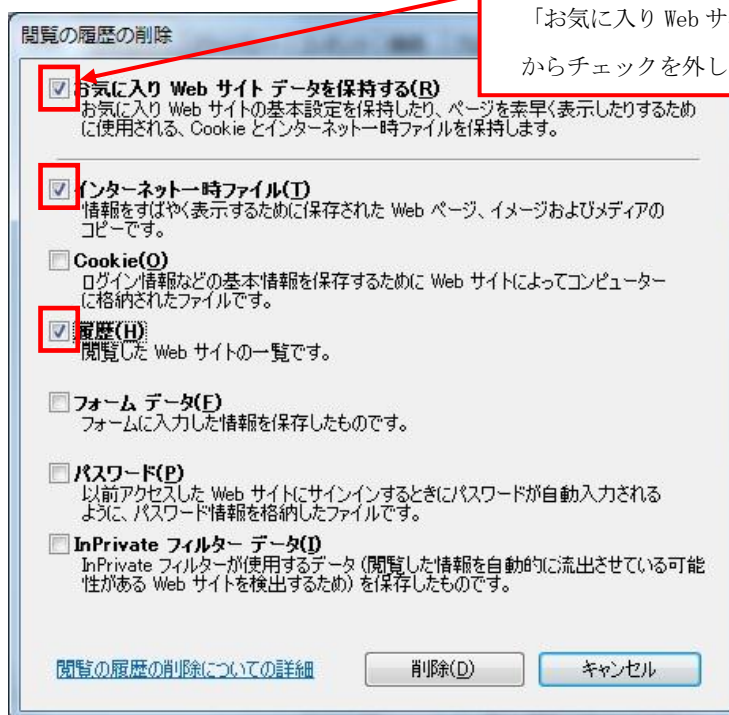 「お気に入り Web サ
からチェックを外し
閲覧の履歴の削除
お気に入り Web サイト データを保持する(R)
お気に入り Web サイトの基本設定を保持したり、ページを素早く表示したりするため
に使用される、Cookie とインターネット一時ファイルを保持します。
インターネット一時ファイル(T)
情報をすばやく表示するために保存された Web ページ、イメージおよびメディアの
コピーです。
Cookie(O)
ログイン情報などの基本情報を保存するために Web サイトによってコンピューター
に格納されたファイルです。
履歴(H)
閲覧した Web サイトの一覧です。
フォーム データ(F)
フォームに入力した情報を保存したものです。
パスワード(P)
以前アクセスした Web サイトにサインインするときにパスワードが自動入力される
ように、パスワード情報を格納したファイルです。
InPrivate フィルター データ(I)
InPrivate フィルターが使用するデータ (閲覧した情報を自動的に流出させている可能
性がある Web サイトを検出するため) を保存したものです。
閲覧の履歴の削除についての詳細 削除(D) キャンセル